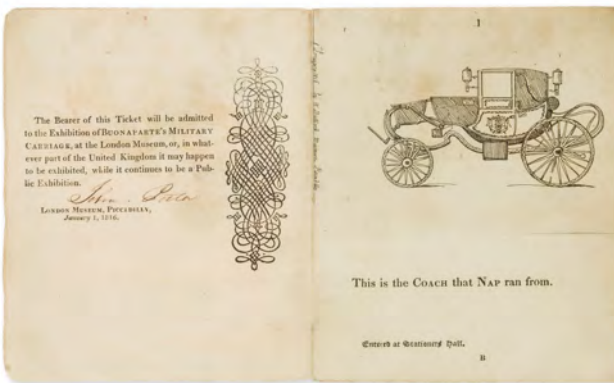 The Bearer of this Ticket will be admitted
to the Exhibition of BUONAPARTE'S MILITARY
CARRIAGE, at the London Museum, or, in what-
ever part of the United Kingdom it may happen
to be exhibited, while it continues to be a Pub-
lic Exhibition.
John
LONDON MUSEUM, PICCADILLY,
January 1, 1816.
1
This is the COACH that NAP ran from.
Entered at Stationers' Hall.
B